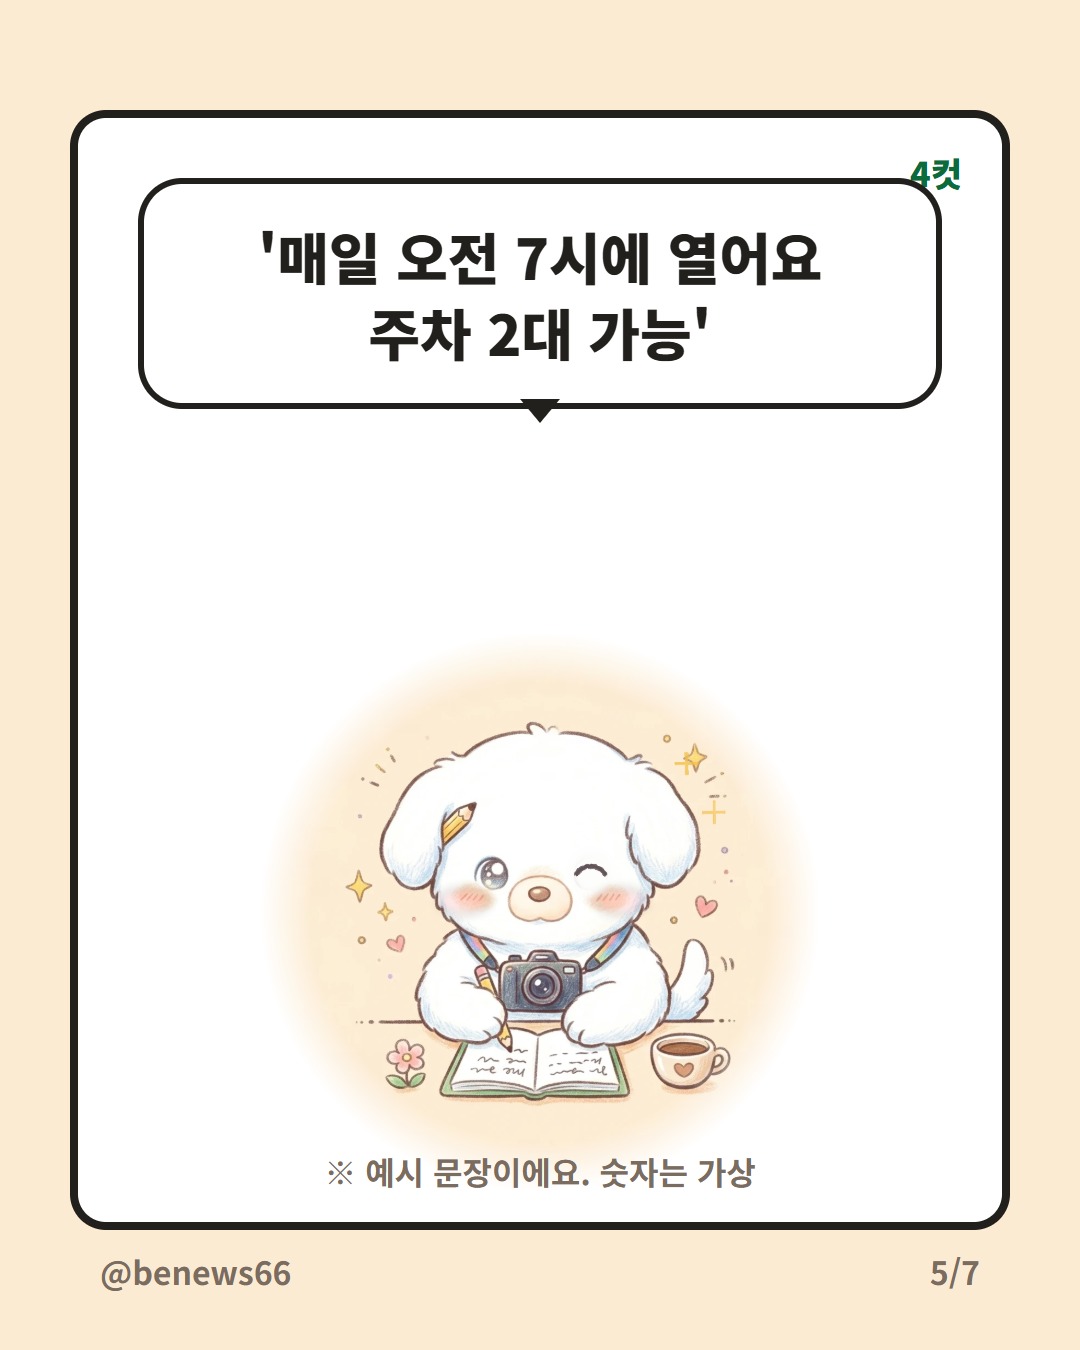 4컷
'매일 오전 7시에 열어요
주차 2대 가능'
※ 예시 문장이에요. 숫자는 가상
@benews66
5/7